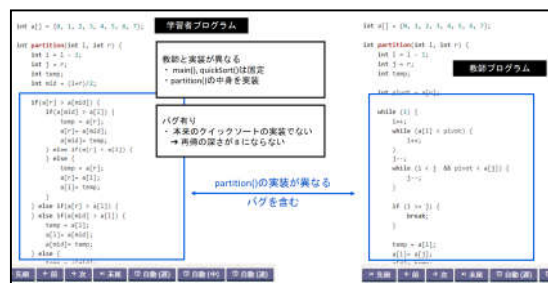 int a[] = {0, 1, 2, 3, 4, 5, 6, 7};
学習者プログラム
int partition(int l, int r) {
int i = l - 1;
int j = r;
int temp;
int mid = (l+r)/2;
if(a[r] > a[mid]) {
if(a[mid] > a[l]) {
temp = a[r];
a[r]= a[mid];
a[mid]= temp;
} else if(a[r] < a[l]) {
} else {
temp = a[r];
a[r]= a[l];
a[l]= temp;
}
} else if(a[r] > a[l]) {
} else if(a[mid] > a[l]) {
temp = a[l];
a[l]= a[mid];
a[mid]= temp;
} else {
教師と実装が異なる
・ main(), quickSort()は固定
・ partition()の中身を実装
バグ有り
・ 本来のクイックソートの実装でない
➔ 再帰の深さが 8 にならない
partition()の実装が異なる
バグを含む
int a[] = {0, 1, 2, 3, 4, 5, 6, 7};
教師プログラム
int partition(int l, int r) {
int i = l - 1;
int j = r;
int temp;
int pivot = a[r];
while (1) {
i++;
while (a[i] < pivot) {
i++;
}
j--;
while (i < j && pivot < a[j]) {
j--;
}
if (i >= j) {
break;
}
temp = a[i];
a[i]= a[j];
先頭
前
次
末尾
自動 (遅)
自動 (中)
自動 (速)
先頭
前
次
末尾
自動 (遅)